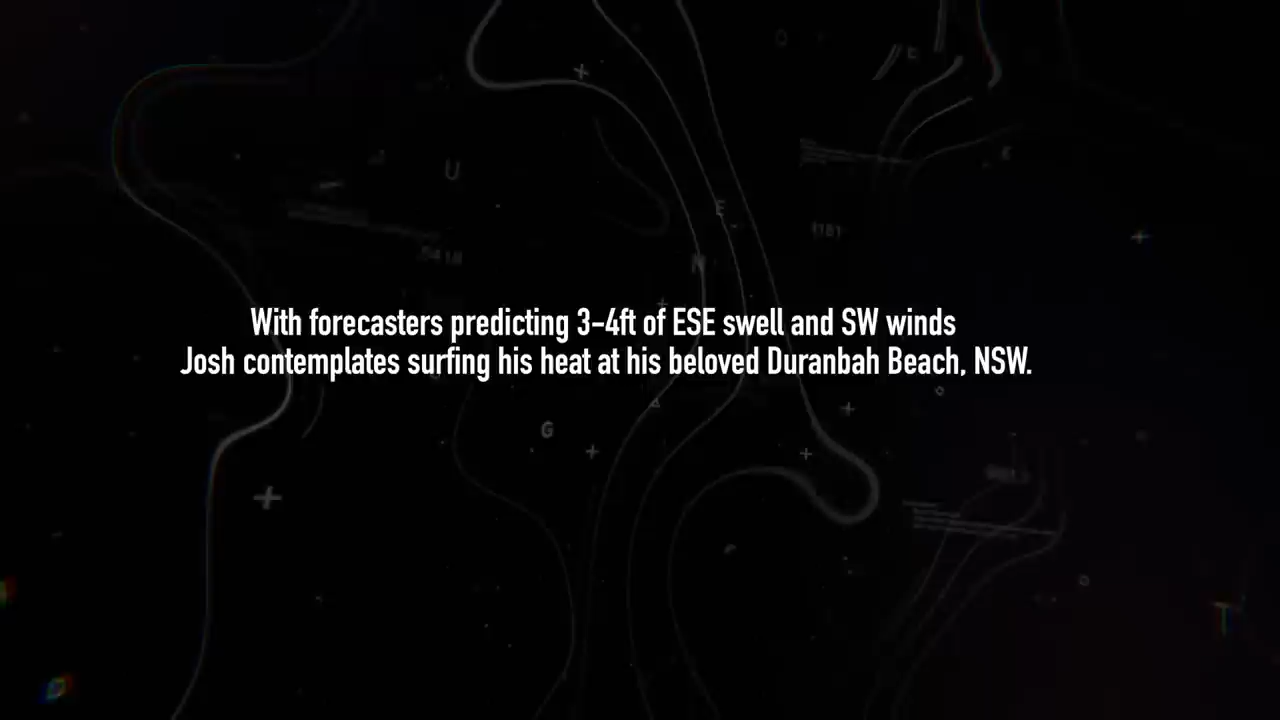 With forecasters predicting 3-4ft of ESE swell and SW winds
Josh contemplates surfing his heat at his beloved Duranbah Beach, NSW.
U
E
N
G
T